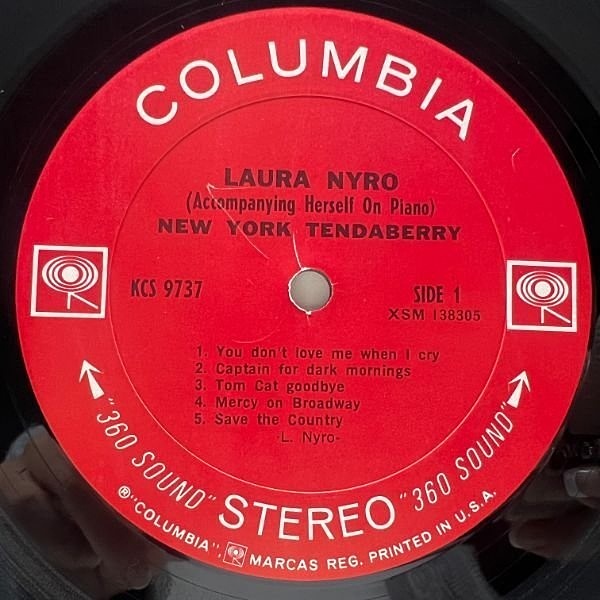 COLUMBIA
LAURA NYRO
(Accompanying Herself On Piano)
NEW YORK TENDABERRY
KCS 9737
SIDE 1
XSM 138305
1. You don't love me when I cry
2. Captain for dark mornings
3. Tom Cat goodbye
4. Mercy on Broadway
5. Save the Country
-L. Nyro-
"360 SOUND" STEREO "360 SOUND"
® "COLUMBIA", MARCAS REG. PRINTED IN U.S.A.